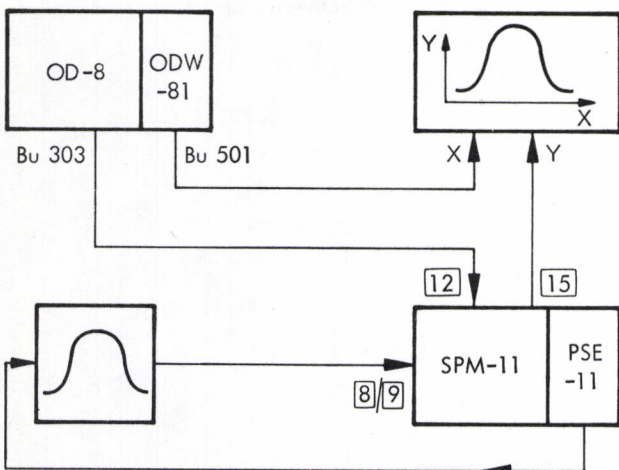 OD-8
ODW
-81
Bu 303
Bu 501
Y
X
X
Y
12
15
8/9
SPM-11
PSE
-11